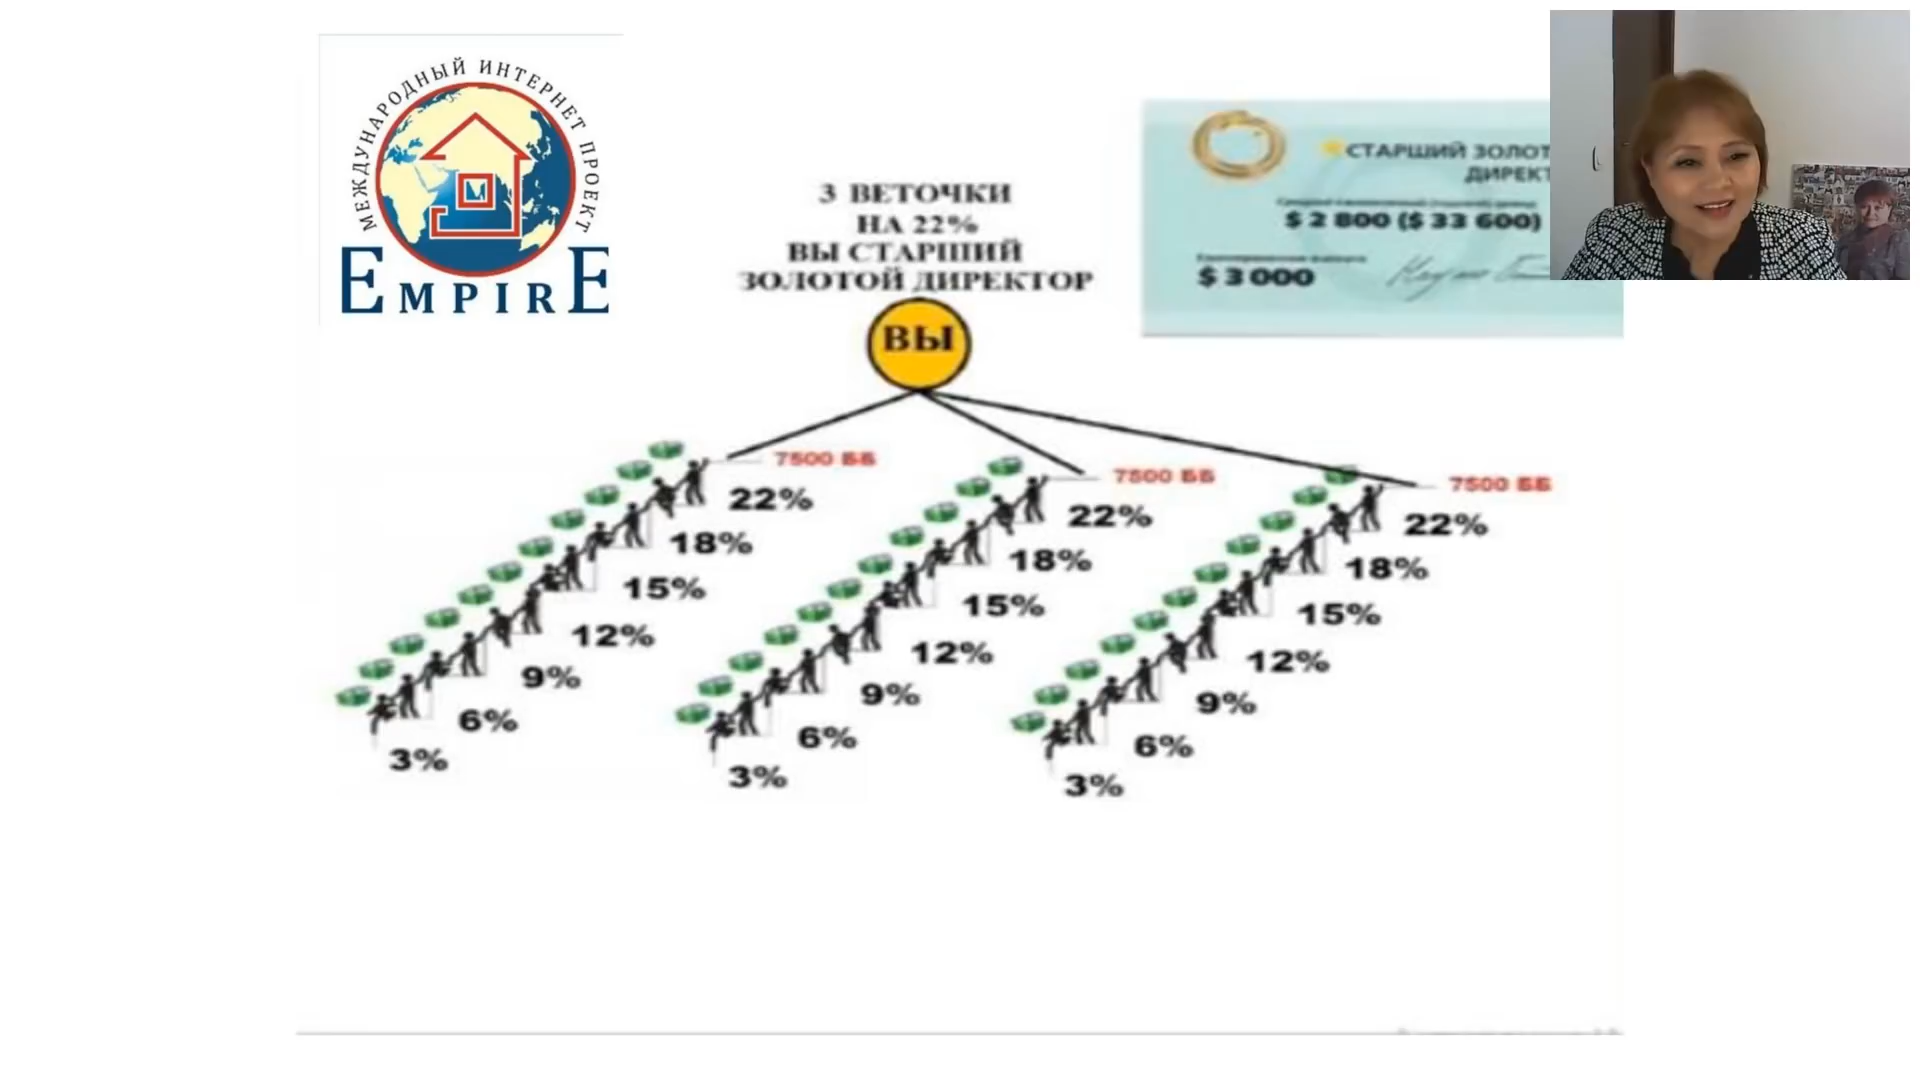 МЕЖДУНАРОДНЫЙ ИНТЕРНЕТ ПРОЕКТ
EMPIRE
3 ВЕТОЧКИ
НА 22%
ВЫ СТАРШИЙ
ЗОЛОТОЙ ДИРЕКТОР
ВЫ
СТАРШИЙ ЗОЛОТ
ДИРЕКТ
$ 2 800 ($ 33 600)
$ 3 000
7500 ББ
22%
18%
15%
12%
9%
6%
3%
7500 ББ
22%
18%
15%
12%
9%
6%
3%
7500 ББ
22%
18%
15%
12%
9%
6%
3%